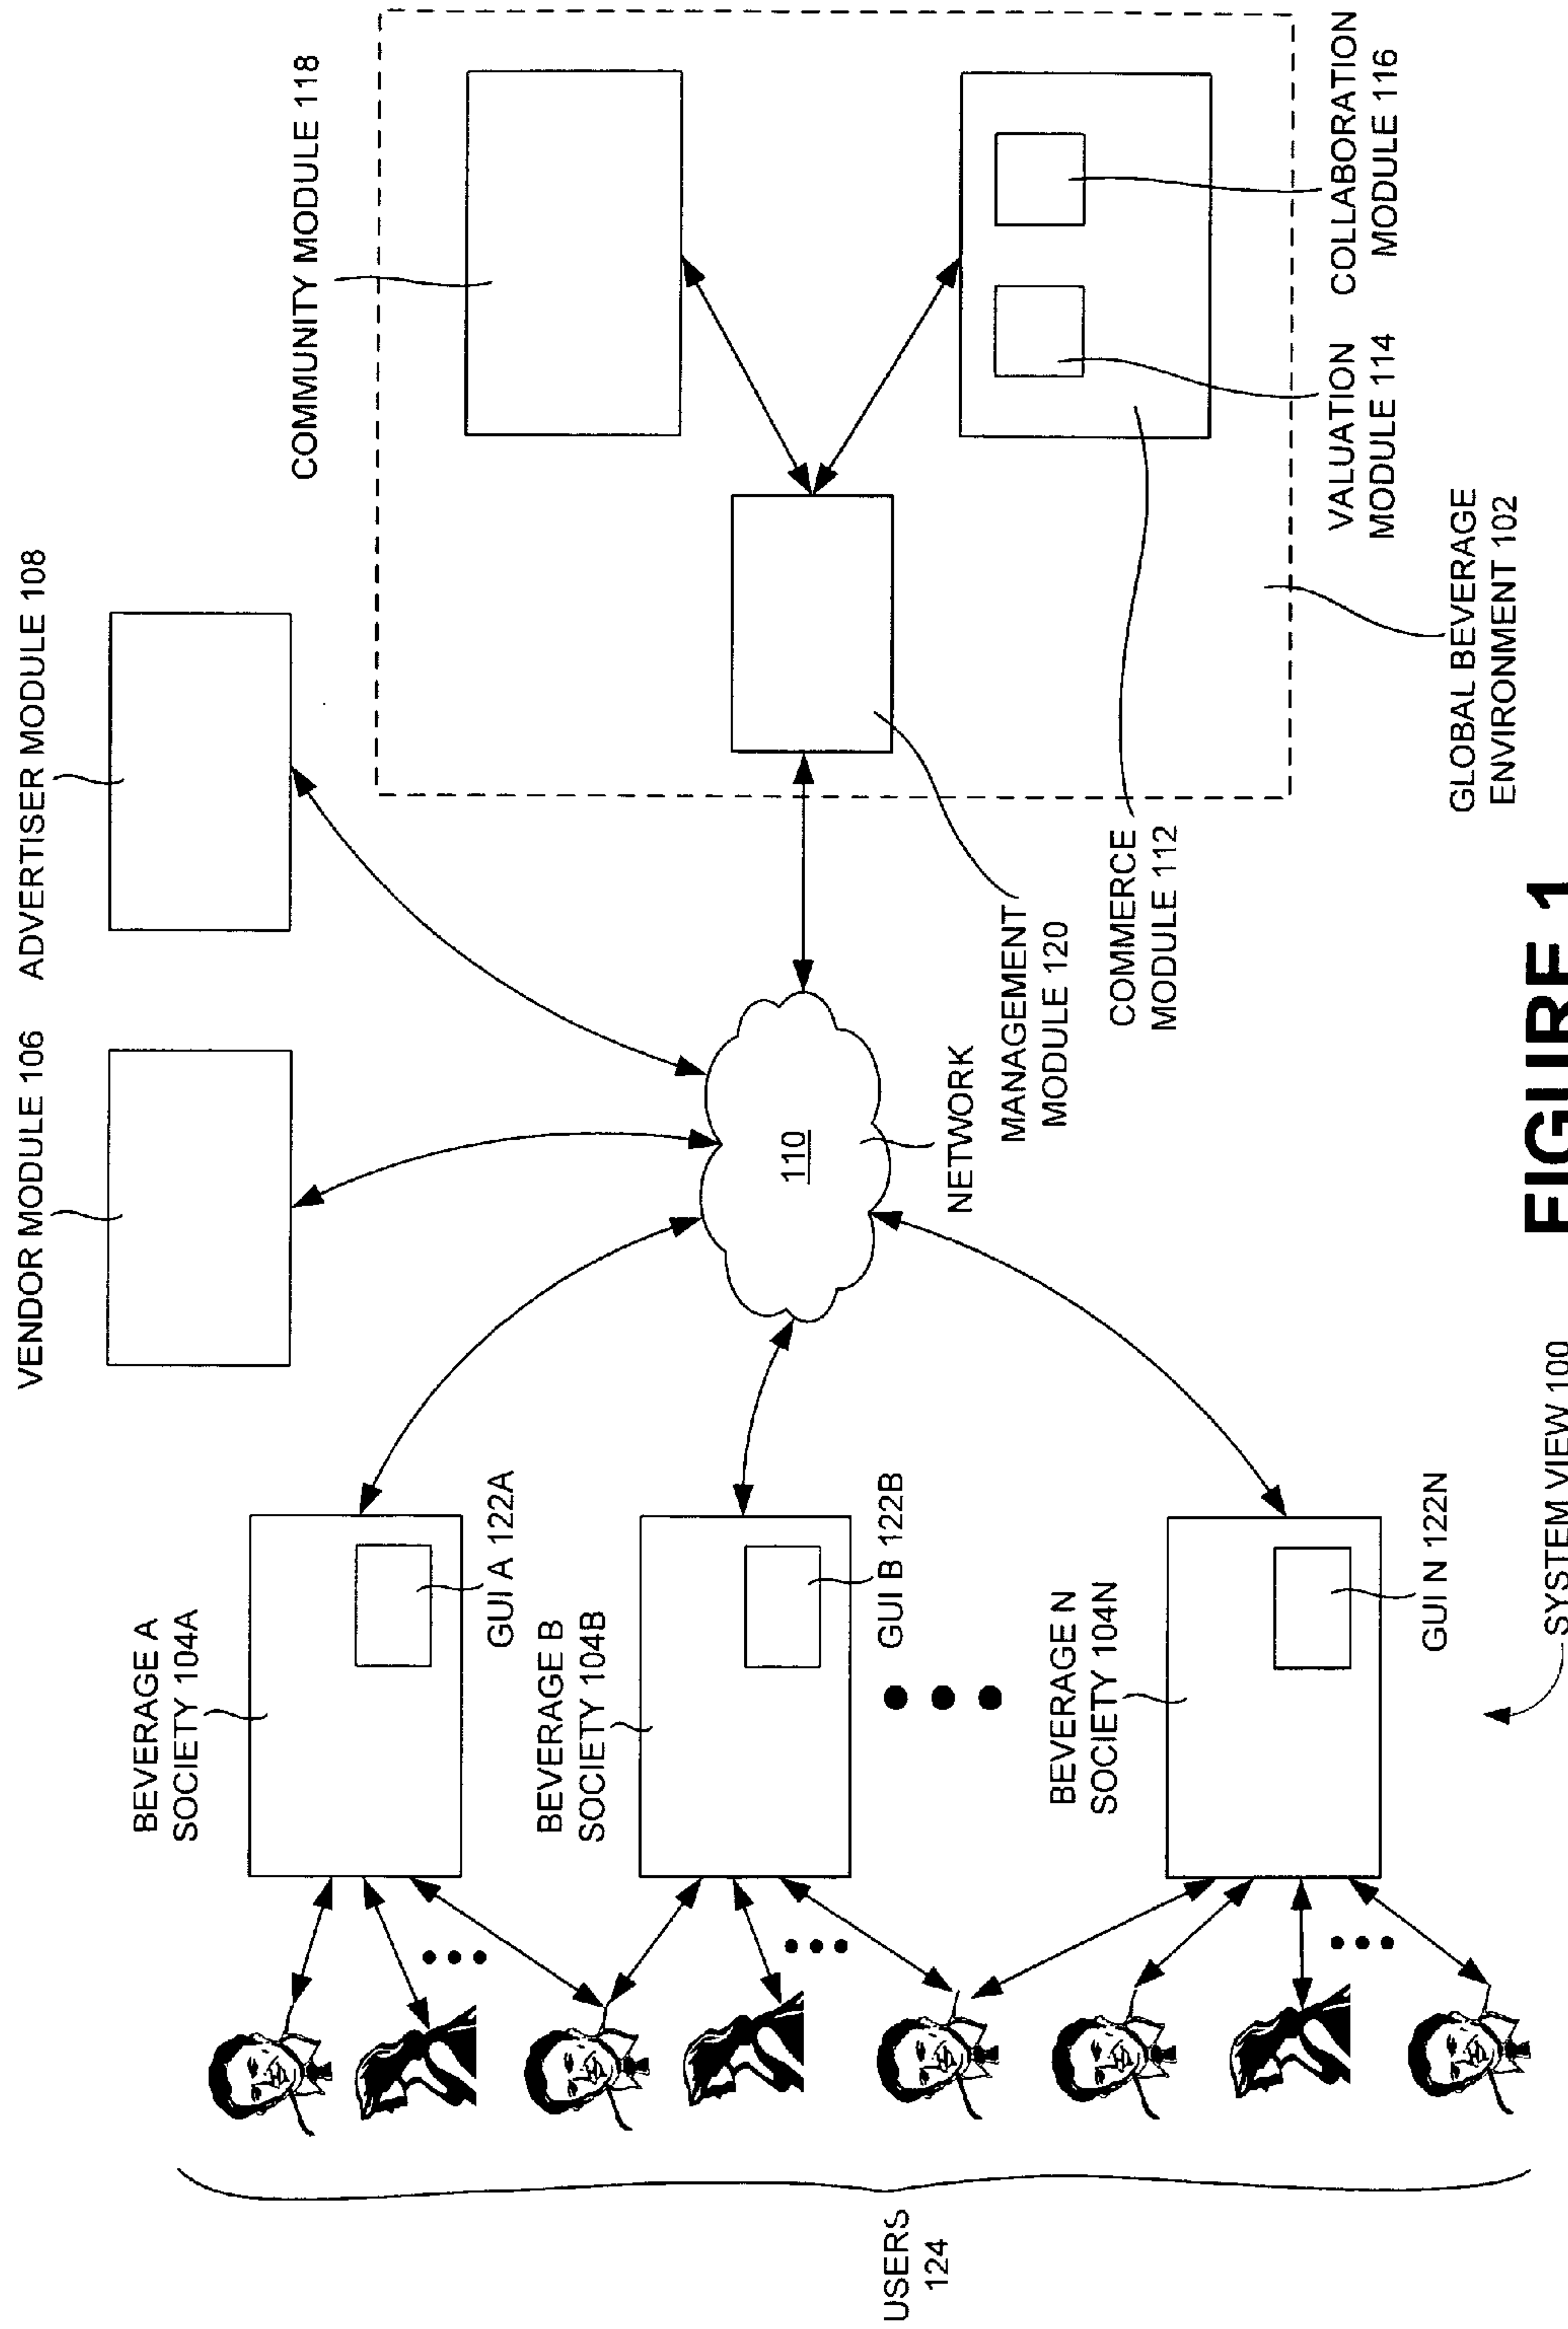 VENDOR MODULE 106
ADVERTISER MODULE 108
COMMUNITY MODULE 118
BEVERAGE A
SOCIETY 104A
GUI A 122A
BEVERAGE B
SOCIETY 104B
GUI B 122B
BEVERAGE N
SOCIETY 104N
GUI N 122N
USERS
124
110
NETWORK
MANAGEMENT
MODULE 120
COMMERCE
MODULE 112
VALUATION
MODULE 114
COLLABORATION
MODULE 116
GLOBAL BEVERAGE
ENVIRONMENT 102
SYSTEM VIEW 100
FIGURE 1